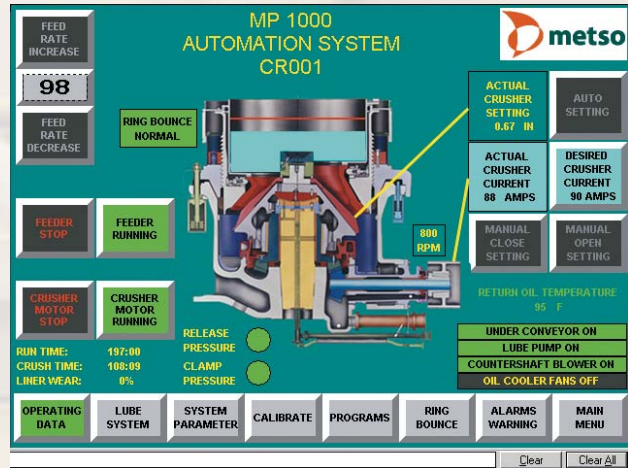 MP 1000
AUTOMATION SYSTEM
CR001
metso
FEED
RATE
INCREASE
98
FEED
RATE
DECREASE
RING BOUNCE
NORMAL
ACTUAL
CRUSHER
SETTING
0.67 IN
AUTO
SETTING
ACTUAL
CRUSHER
CURRENT
88 AMPS
DESIRED
CRUSHER
CURRENT
90 AMPS
FEEDER
STOP
FEEDER
RUNNING
800
RPM
MANUAL
CLOSE
SETTING
MANUAL
OPEN
SETTING
CRUSHER
MOTOR
STOP
CRUSHER
MOTOR
RUNNING
RETURN OIL TEMPERATURE
95 F
RELEASE
PRESSURE
CLAMP
PRESSURE
UNDER CONVEYOR ON
LUBE PUMP ON
COUNTERSHAFT BLOWER ON
OIL COOLER FANS OFF
RUN TIME: 197:00
CRUSH TIME: 108:09
LINER WEAR: 0%
OPERATING
DATA
LUBE
SYSTEM
SYSTEM
PARAMETER
CALIBRATE
PROGRAMS
RING
BOUNCE
ALARMS
WARNING
MAIN
MENU
Clear
Clear All